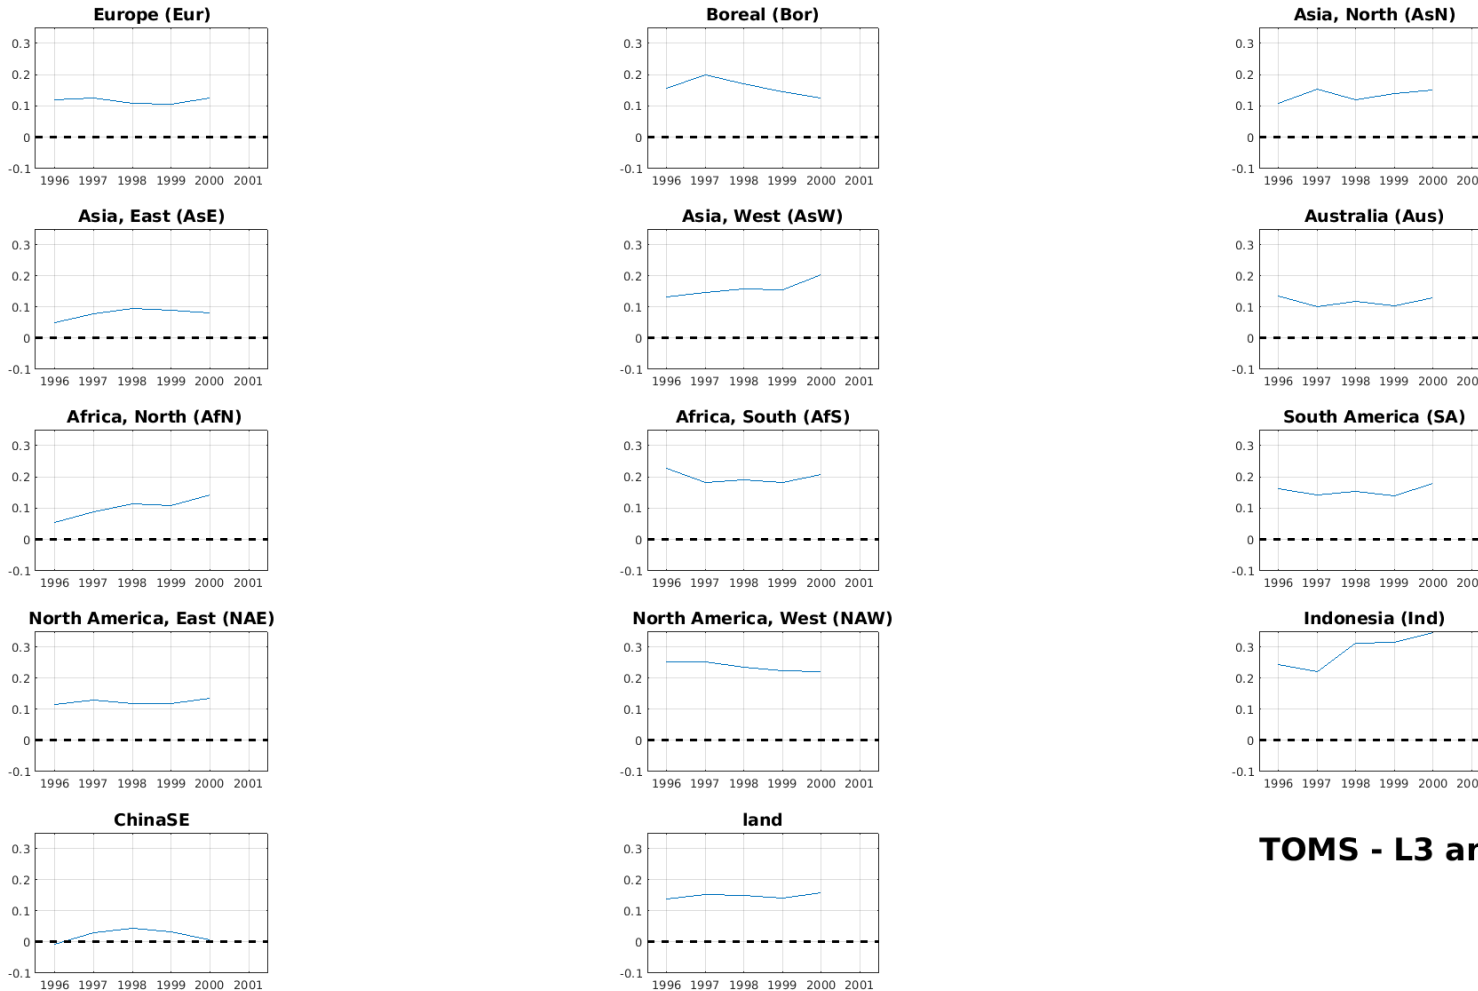 Europe (Eur)
0.3
0.2
0.1
0
-0.1
1996 1997 1998 1999 2000 2001
Boreal (Bor)
0.3
0.2
0.1
0
-0.1
1996 1997 1998 1999 2000 2001
Asia, North (AsN)
0.3
0.2
0.1
0
-0.1
1996 1997 1998 1999 2000 200
Asia, East (AsE)
0.3
0.2
0.1
0
-0.1
1996 1997 1998 1999 2000 2001
Asia, West (AsW)
0.3
0.2
0.1
0
-0.1
1996 1997 1998 1999 2000 2001
Australia (Aus)
0.3
0.2
0.1
0
-0.1
1996 1997 1998 1999 2000 200
Africa, North (AfN)
0.3
0.2
0.1
0
-0.1
1996 1997 1998 1999 2000 2001
Africa, South (AfS)
0.3
0.2
0.1
0
-0.1
1996 1997 1998 1999 2000 2001
South America (SA)
0.3
0.2
0.1
0
-0.1
1996 1997 1998 1999 2000 200
North America, East (NAE)
0.3
0.2
0.1
0
-0.1
1996 1997 1998 1999 2000 2001
North America, West (NAW)
0.3
0.2
0.1
0
-0.1
1996 1997 1998 1999 2000 2001
Indonesia (Ind)
0.3
0.2
0.1
0
-0.1
1996 1997 1998 1999 2000 200
ChinaSE
0.3
0.2
0.1
0
-0.1
1996 1997 1998 1999 2000 2001
land
0.3
0.2
0.1
0
-0.1
1996 1997 1998 1999 2000 2001
TOMS - L3 ar